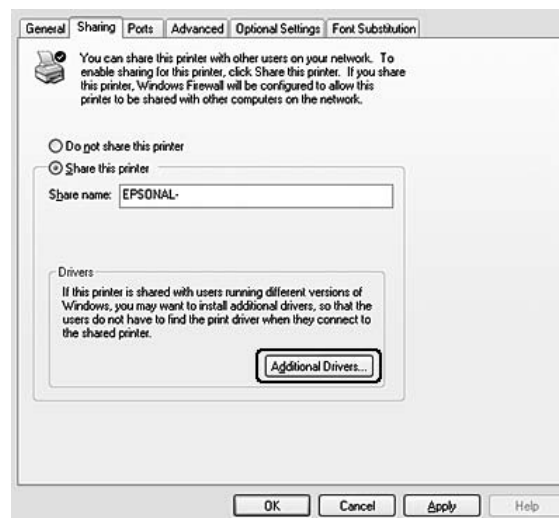 General Sharing Ports Advanced Optional Settings Font Substitution
You can share this printer with other users on your network. To
enable sharing for this printer, click Share this printer. If you share
this printer, Windows Firewall will be configured to allow this
printer to be shared with other computers on the network.
Do not share this printer
Share this printer
Share name: EPSONAL-
Drivers
If this printer is shared with users running different versions of
Windows, you may want to install additional drivers, so that the
users do not have to find the print driver when they connect to
the shared printer.
Additional Drivers...
OK Cancel Apply Help